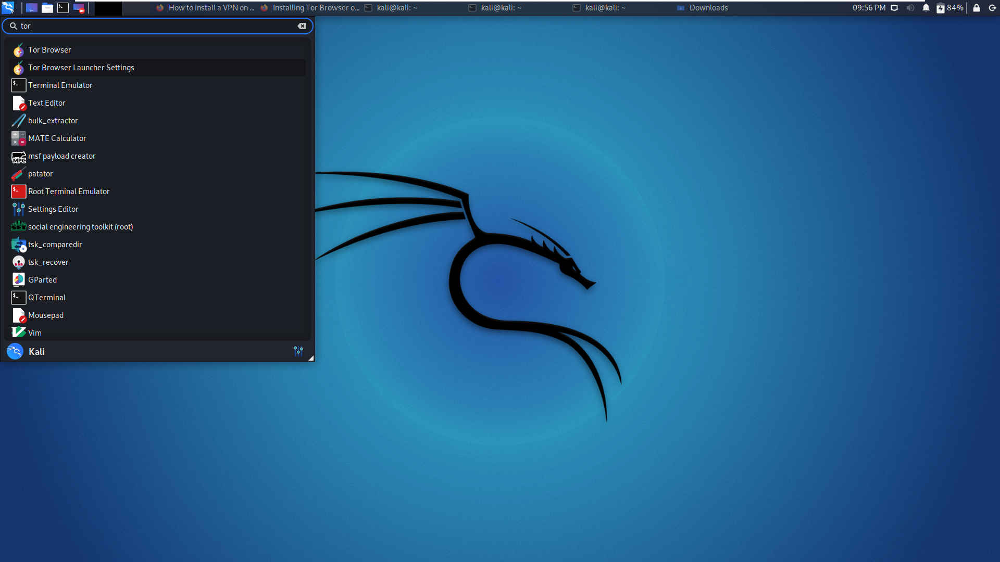 How to install a VPN on ...
Installing Tor Browser o...
kali@kali: ~
kali@kali: ~
kali@kali: ~
Downloads
09:56 PM
84%
tor
Tor Browser
Tor Browser Launcher Settings
$_
Terminal Emulator
Text Editor
bulk_extractor
MATE Calculator
MPC
msf payload creator
patator
$_
Root Terminal Emulator
Settings Editor
SET
social engineering toolkit (root)
tsk_comparedir
tsk_recover
GParted
$_
QTerminal
Mousepad
Vim
Kali